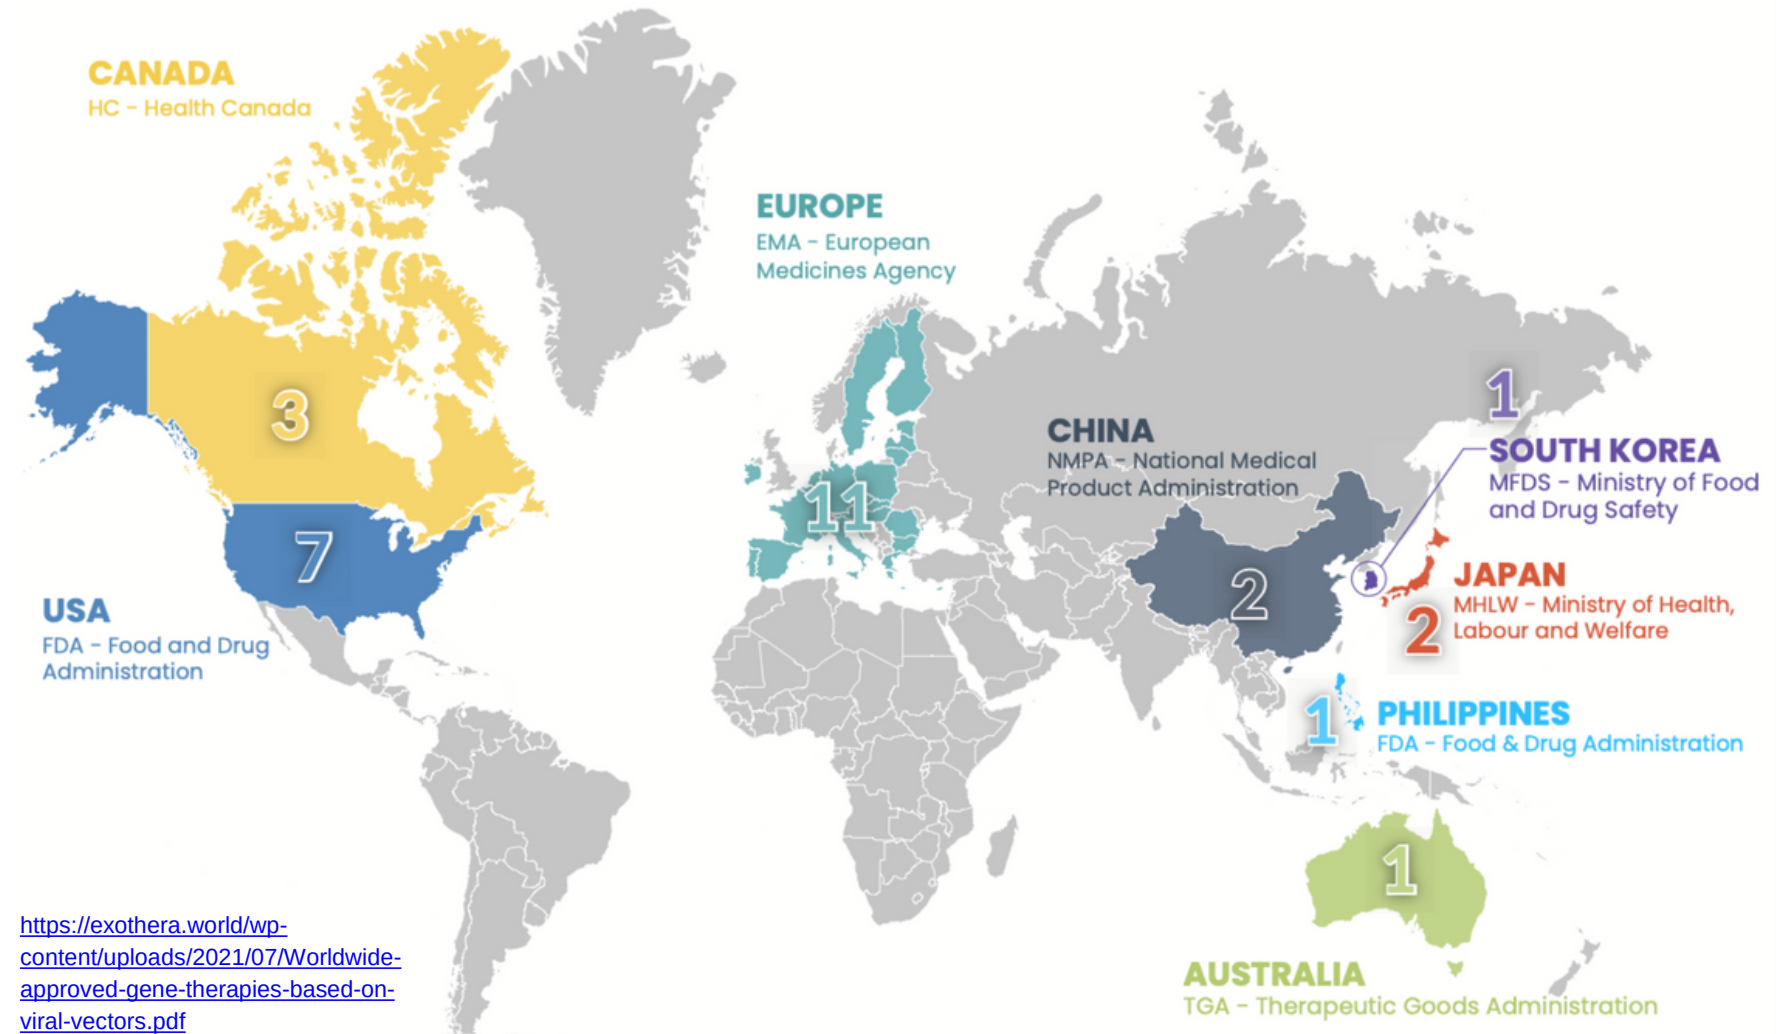 CANADA
HC - Health Canada
EUROPE
EMA - European
Medicines Agency
3
1
CHINA
NMPA - National Medical
Product Administration
SOUTH KOREA
MFDS - Ministry of Food
and Drug Safety
11
7
2
JAPAN
MHLW - Ministry of Health,
Labour and Welfare
2
USA
FDA - Food and Drug
Administration
1
PHILIPPINES
FDA - Food & Drug Administration
1
https://exothera.world/wp-
content/uploads/2021/07/Worldwide-
approved-gene-therapies-based-on-
viral-vectors.pdf
AUSTRALIA
TGA - Therapeutic Goods Administration